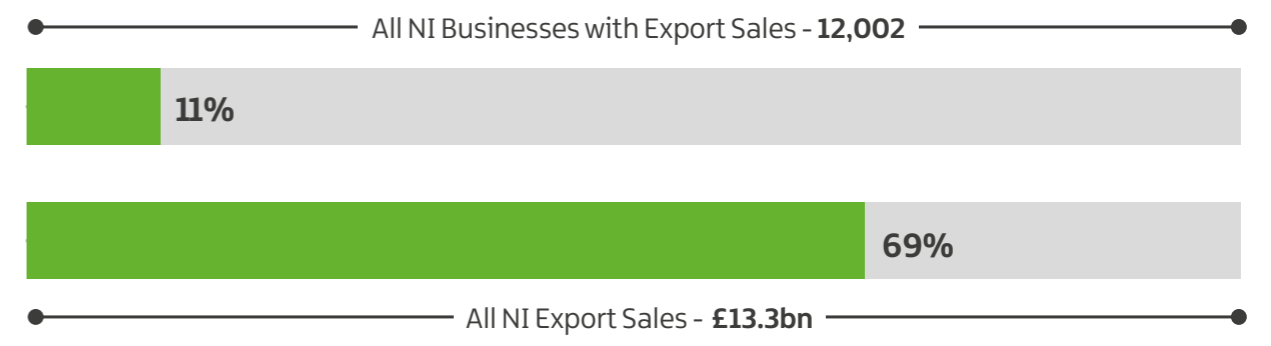 All NI Businesses with Export Sales - 12,002
11%
69%
All NI Export Sales - £13.3bn